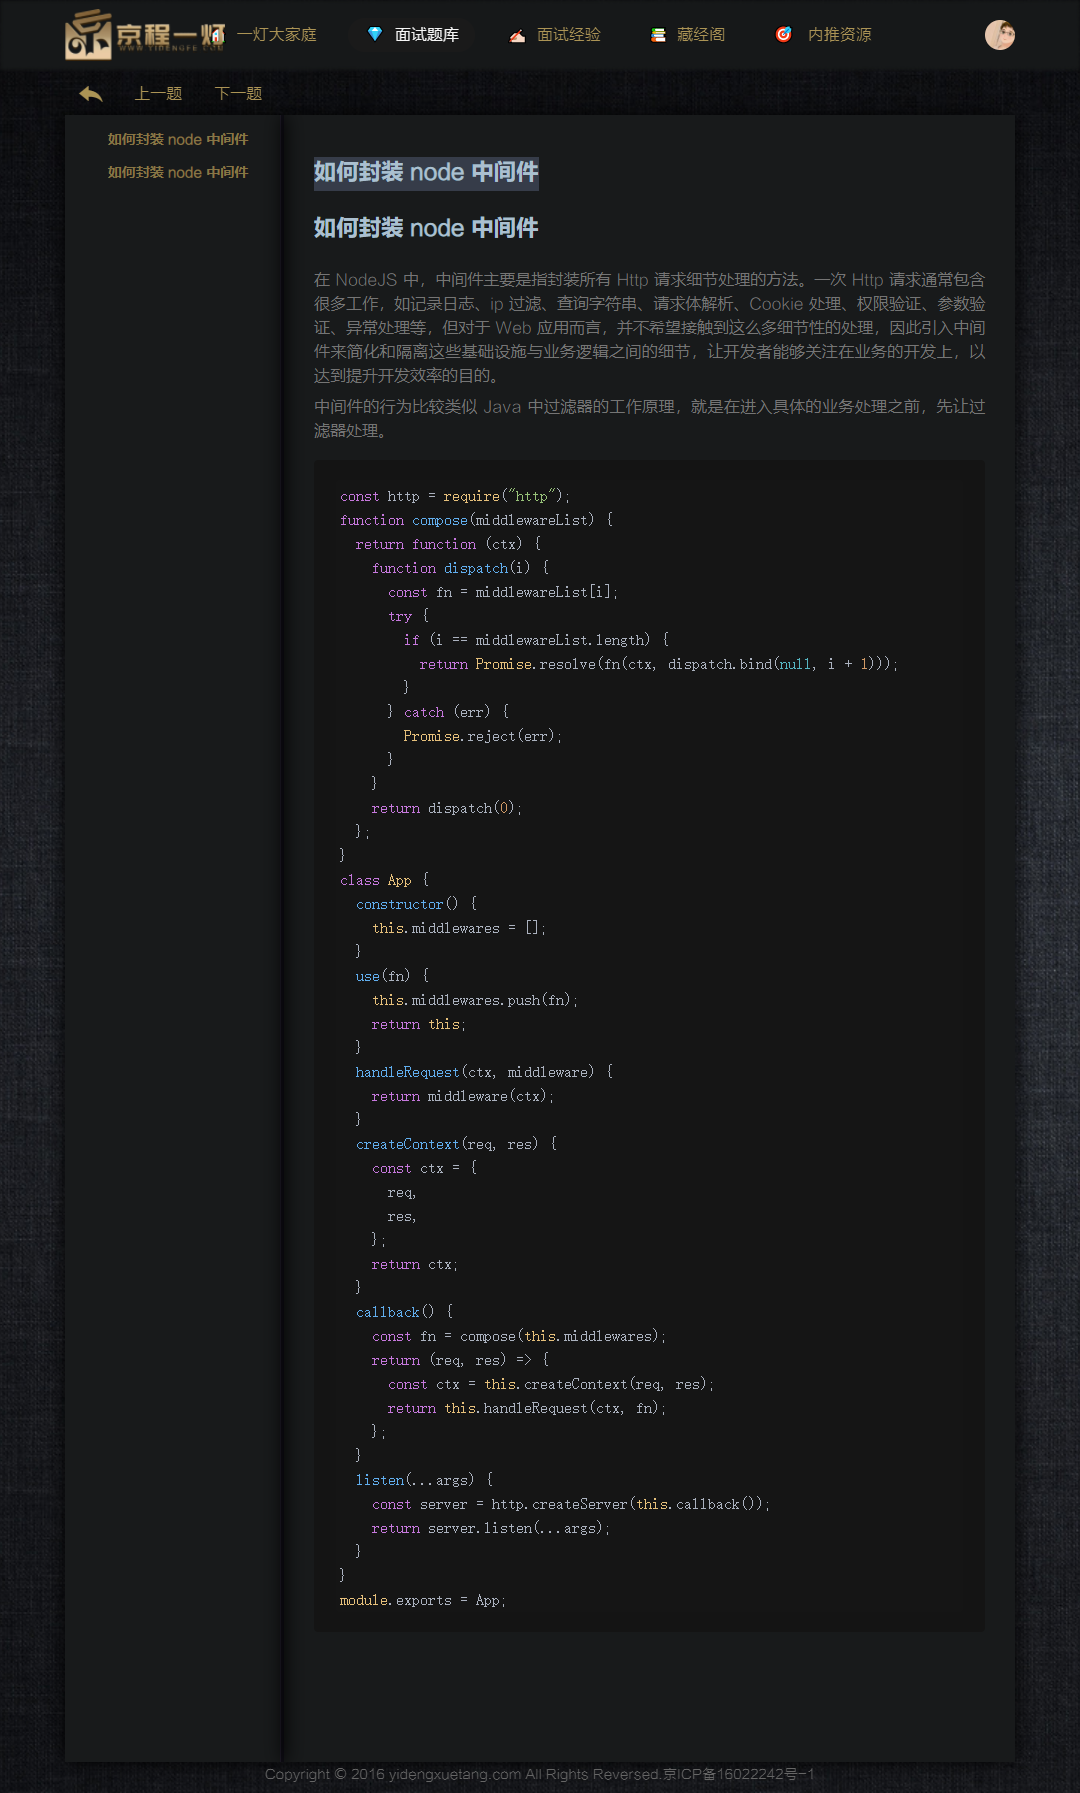 京程一灯
WWW.YIDENGFE.COM
一灯大家庭
面试题库
面试经验
藏经阁
内推资源
上一题
下一题
如何封装 node 中间件
如何封装 node 中间件
如何封装 node 中间件
如何封装 node 中间件
在 NodeJS 中，中间件主要是指封装所有 Http 请求细节处理的方法。一次 Http 请求通常包含
很多工作，如记录日志、ip 过滤、查询字符串、请求体解析、Cookie 处理、权限验证、参数验
证、异常处理等，但对于 Web 应用而言，并不希望接触到这么多细节性的处理，因此引入中间
件来简化和隔离这些基础设施与业务逻辑之间的细节，让开发者能够关注在业务的开发上，以
达到提升开发效率的目的。
中间件的行为比较类似 Java 中过滤器的工作原理，就是在进入具体的业务处理之前，先让过
滤器处理。
const http = require("http");
function compose(middlewareList) {
  return function (ctx) {
    function dispatch(i) {
      const fn = middlewareList[i];
      try {
        if (i == middlewareList.length) {
          return Promise.resolve(fn(ctx, dispatch.bind(null, i + 1)));
        }
      } catch (err) {
        Promise.reject(err);
      }
    }
    return dispatch(0);
  };
}
class App {
  constructor() {
    this.middlewares = [];
  }
  use(fn) {
    this.middlewares.push(fn);
    return this;
  }
  handleRequest(ctx, middleware) {
    return middleware(ctx);
  }
  createContext(req, res) {
    const ctx = {
      req,
      res,
    };
    return ctx;
  }
  callback() {
    const fn = compose(this.middlewares);
    return (req, res) => {
      const ctx = this.createContext(req, res);
      return this.handleRequest(ctx, fn);
    };
  }
  listen(...args) {
    const server = http.createServer(this.callback());
    return server.listen(...args);
  }
}
module.exports = App;
Copyright © 2016 yidengxuetang.com All Rights Reversed.京ICP备16022242号-1